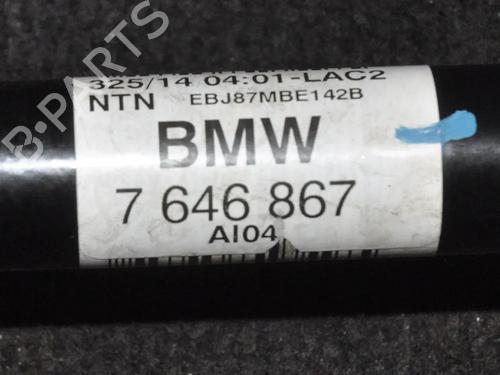 325/14 04:01-LAC2
NTN EBJ87MBE142B
BMW
7 646 867
AI04
B-PARTS